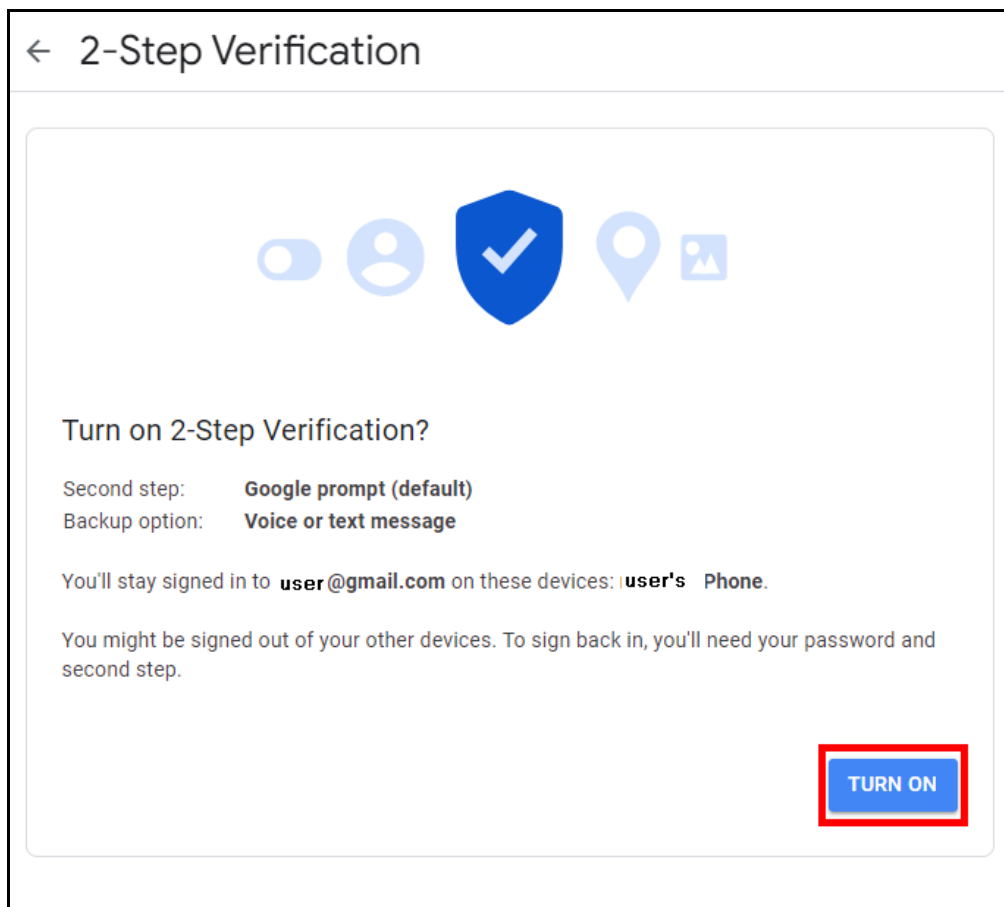 2-Step Verification
Turn on 2-Step Verification?
Second step: Google prompt (default)
Backup option: Voice or text message
You'll stay signed in to user@gmail.com on these devices: user's Phone.
You might be signed out of your other devices. To sign back in, you'll need your password and
second step.
TURN ON